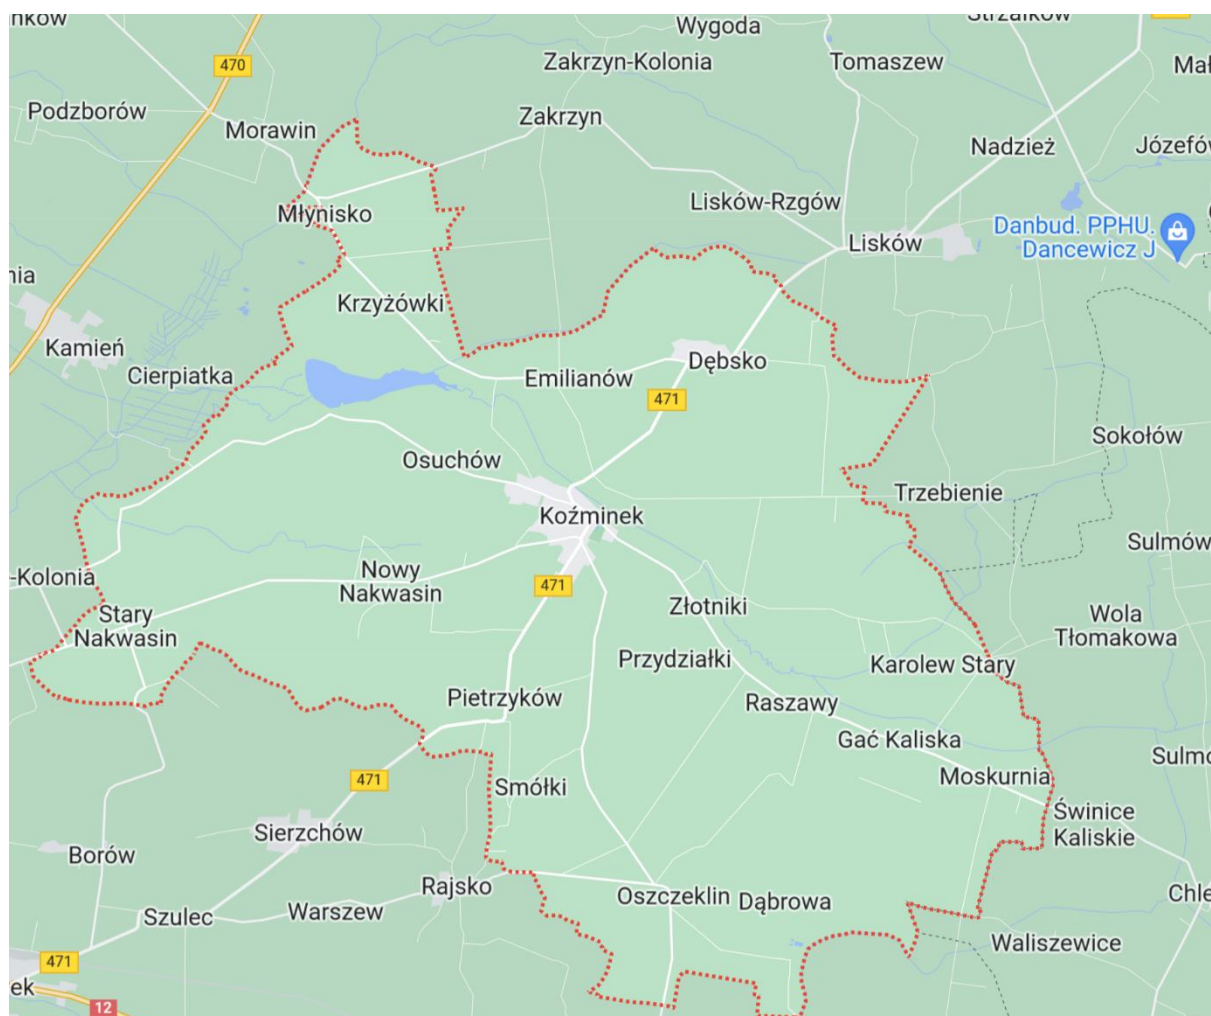 Wygoda
Zakrzyn-Kolonia
Tomaszew
470
Podzborów
Morawin
Zakrzyn
Nadzież
Młynisko
Lisków-Rzgów
Lisków
Danbud. PPHU.
Dancewicz J
Krzyżówki
Kamień
Cierpiatka
Emilianów
Dębsko
471
Sokołów
Osuchów
Trzebienie
Koźminek
-Kolonia
Nowy
Nakwasin
471
Złotniki
Stary
Nakwasin
Wola
Tłomakowa
Przydziałki
Karolew Stary
Pietrzyków
Raszawy
Gać Kaliska
Moskurnia
471
Smółki
Świnice
Kaliskie
Sierzchów
Borów
Rajsko
Oszczeklin
Dąbrowa
Szulec
Warszew
Waliszewice
471
12